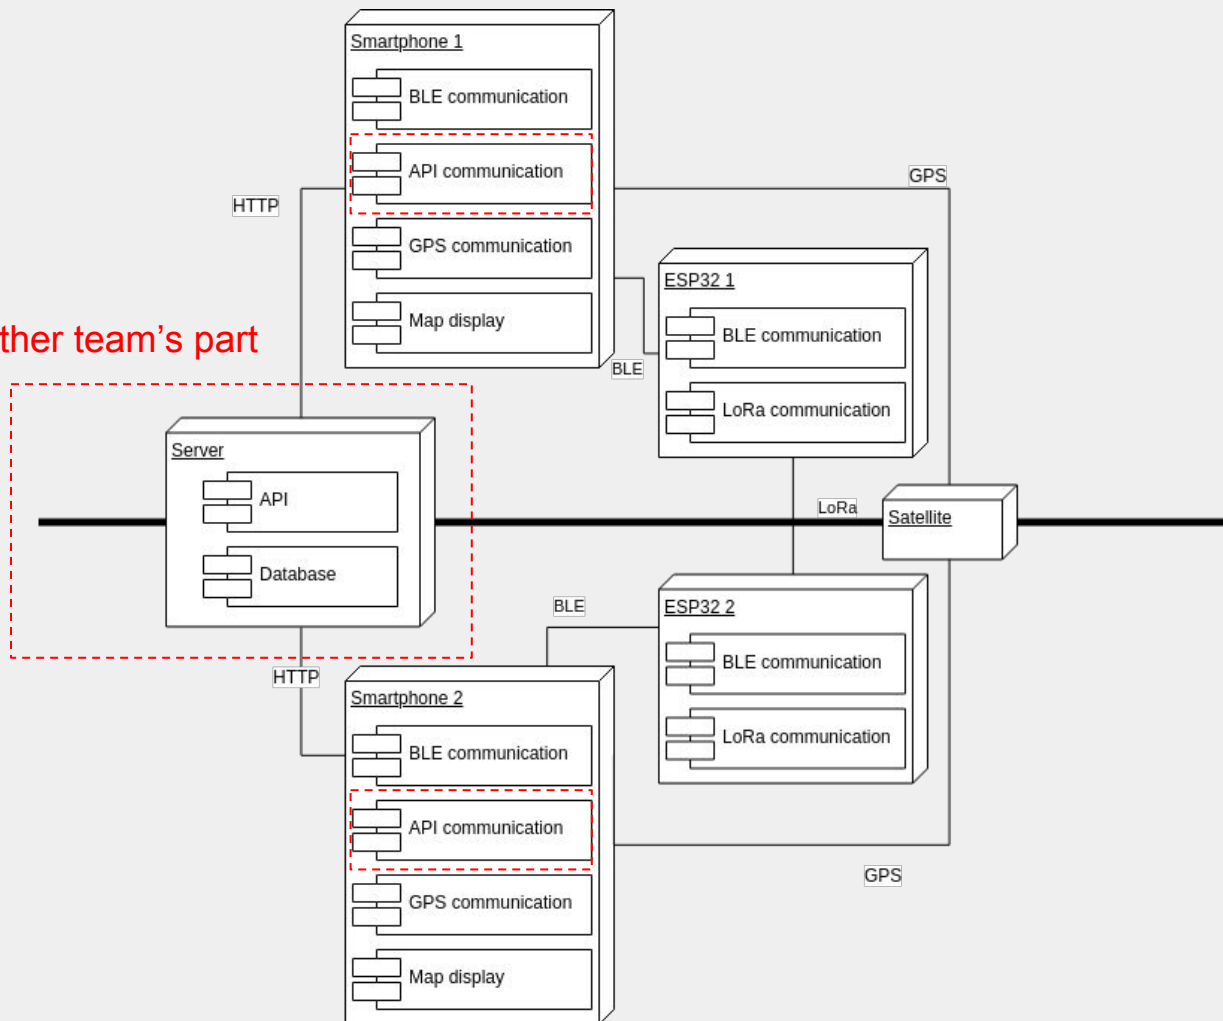 Smartphone 1
BLE communication
API communication
GPS
HTTP
GPS communication
ESP32 1
Map display
BLE communication
ther team's part
BLE
LoRa communication
Server
API
LoRa
Satellite
Database
BLE
ESP32 2
HTTP
BLE communication
Smartphone 2
LoRa communication
BLE communication
API communication
GPS
GPS communication
Map display